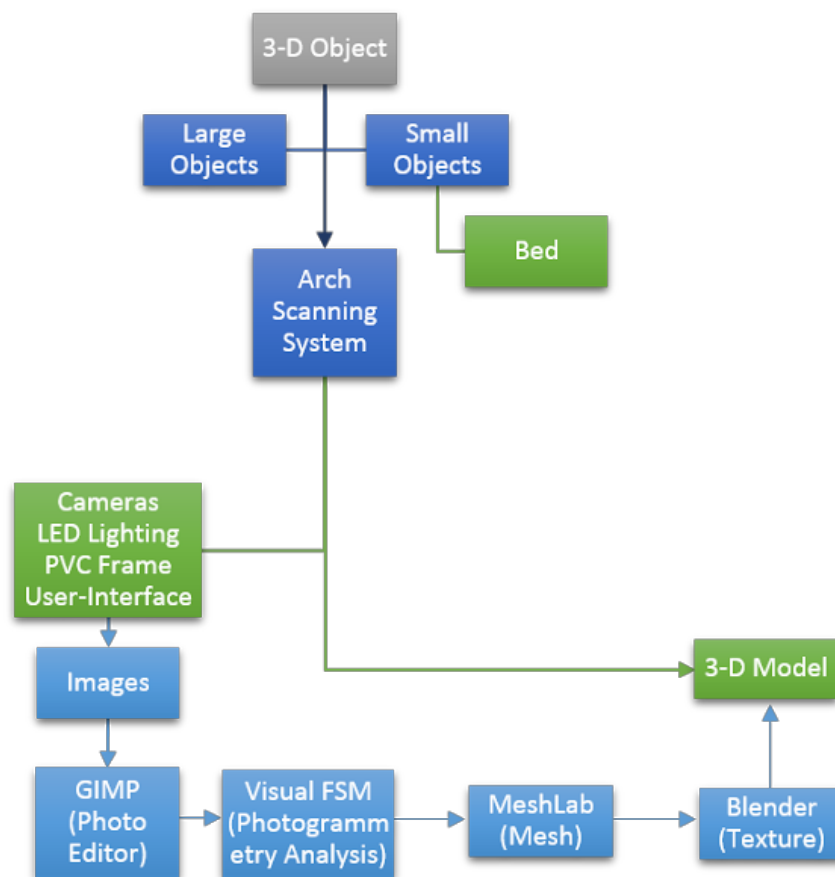 3-D Object
Large
Objects
Small
Objects
Bed
Arch
Scanning
System
Cameras
LED Lighting
PVC Frame
User-Interface
Images
3-D Model
GIMP
(Photo
Editor)
Visual FSM
(Photogramm
etry Analysis)
MeshLab
(Mesh)
Blender
(Texture)